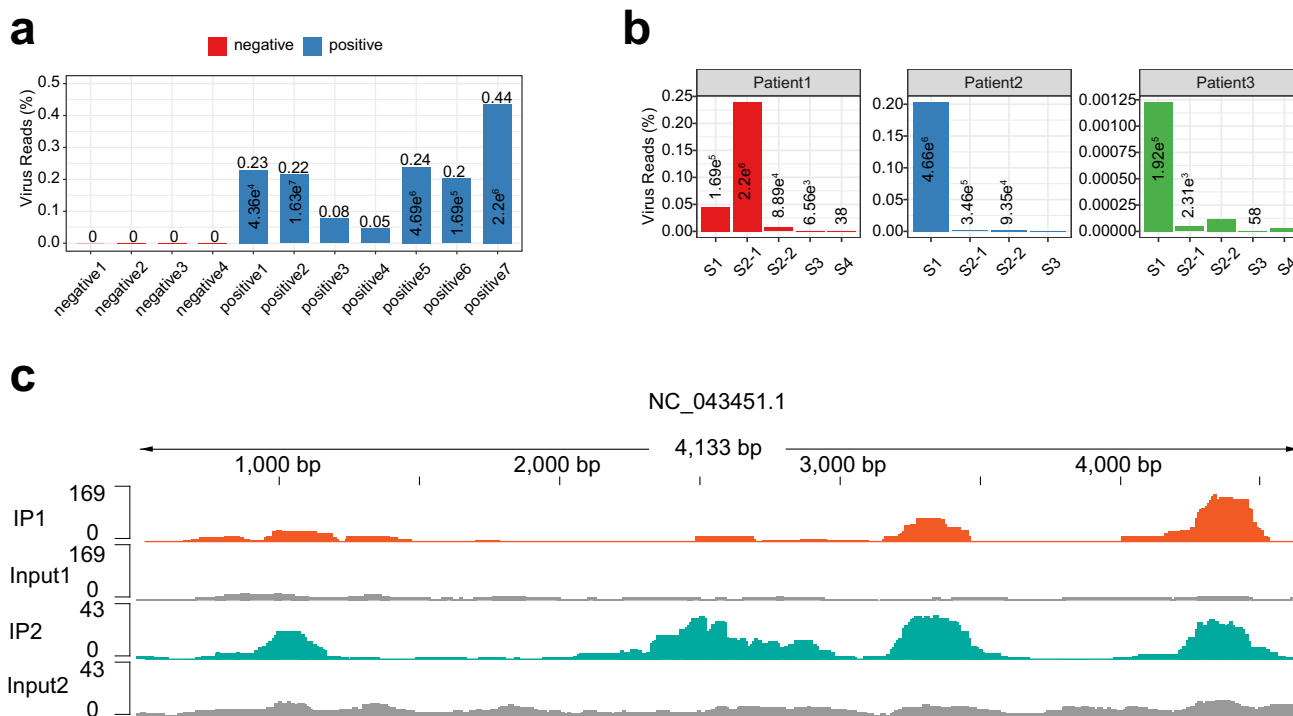 a
negative positive
Virus Reads (%)
0.5
0.4
0.3
0.2
0.1
0.0
0 0 0 0 0.23 0.22 0.08 0.05 0.24 0.2 0.44
4.36e⁴ 1.63e⁷ 4.69e⁶ 1.69e⁵ 2.2e⁶
negative1 negative2 negative3 negative4 positive1 positive2 positive3 positive4 positive5 positive6 positive7
b
Patient1
Virus Reads (%)
0.25
0.20
0.15
0.10
0.05
0.00
1.69e⁵ 2.2e⁶ 8.89e⁴ 6.56e³ 38
S1 S2-1 S2-2 S3 S4
Patient2
0.20
0.15
0.10
0.05
0.00
4.66e⁶ 3.46e⁵ 9.35e⁴
S1 S2-1 S2-2 S3
Patient3
0.00125
0.00100
0.00075
0.00050
0.00025
0.00000
1.92e⁵ 2.31e³ 58
S1 S2-1 S2-2 S3 S4
c
NC_043451.1
4,133 bp
1,000 bp 2,000 bp 3,000 bp 4,000 bp
IP1 169 0
Input1 169 0
IP2 43 0
Input2 43 0